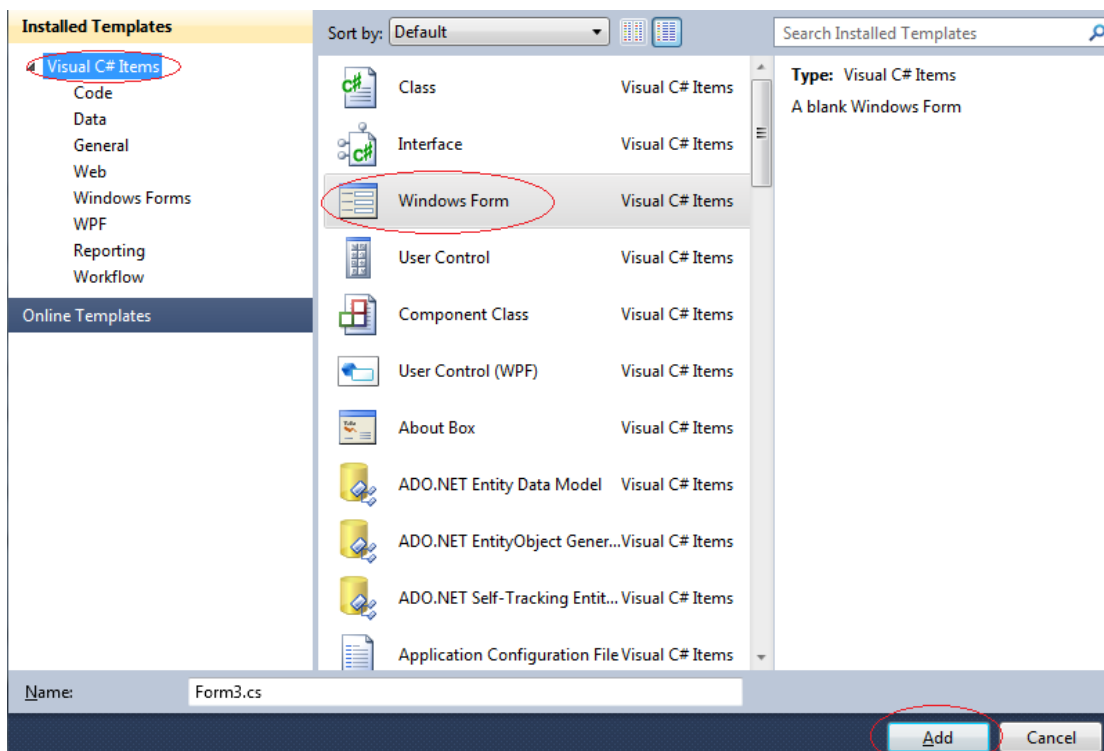 Installed Templates
Visual C# Items
Code
Data
General
Web
Windows Forms
WPF
Reporting
Workflow
Online Templates
Sort by: Default
Class Visual C# Items
Interface Visual C# Items
Windows Form Visual C# Items
User Control Visual C# Items
Component Class Visual C# Items
User Control (WPF) Visual C# Items
About Box Visual C# Items
ADO.NET Entity Data Model Visual C# Items
ADO.NET EntityObject Gener... Visual C# Items
ADO.NET Self-Tracking Entit... Visual C# Items
Application Configuration File Visual C# Items
Search Installed Templates
Type: Visual C# Items
A blank Windows Form
Name: Form3.cs
Add Cancel